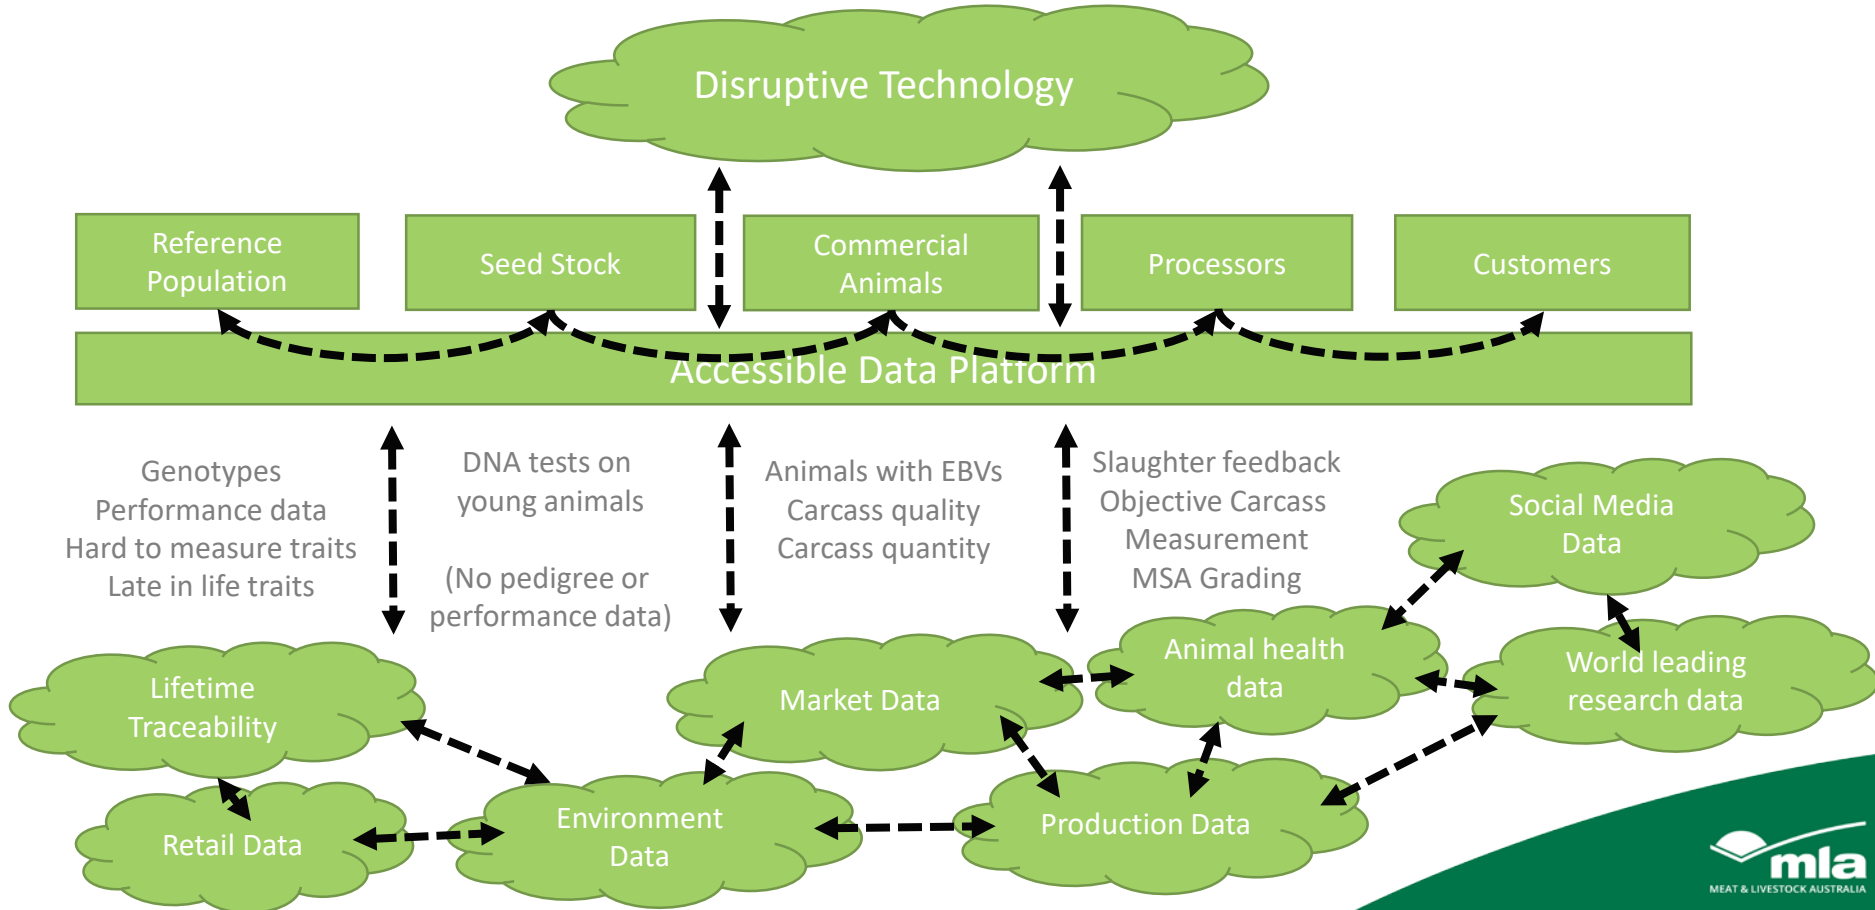 Disruptive Technology
Reference
Population
Seed Stock
Commercial
Animals
Processors
Customers
Accessible Data Platform
Genotypes
Performance data
Hard to measure traits
Late in life traits
DNA tests on
young animals
(No pedigree or
performance data)
Animals with EBVs
Carcass quality
Carcass quantity
Slaughter feedback
Objective Carcass
Measurement
MSA Grading
Social Media
Data
Lifetime
Traceability
Market Data
Animal health
data
World leading
research data
Retail Data
Environment
Data
Production Data
mla
MEAT & LIVESTOCK AUSTRALIA